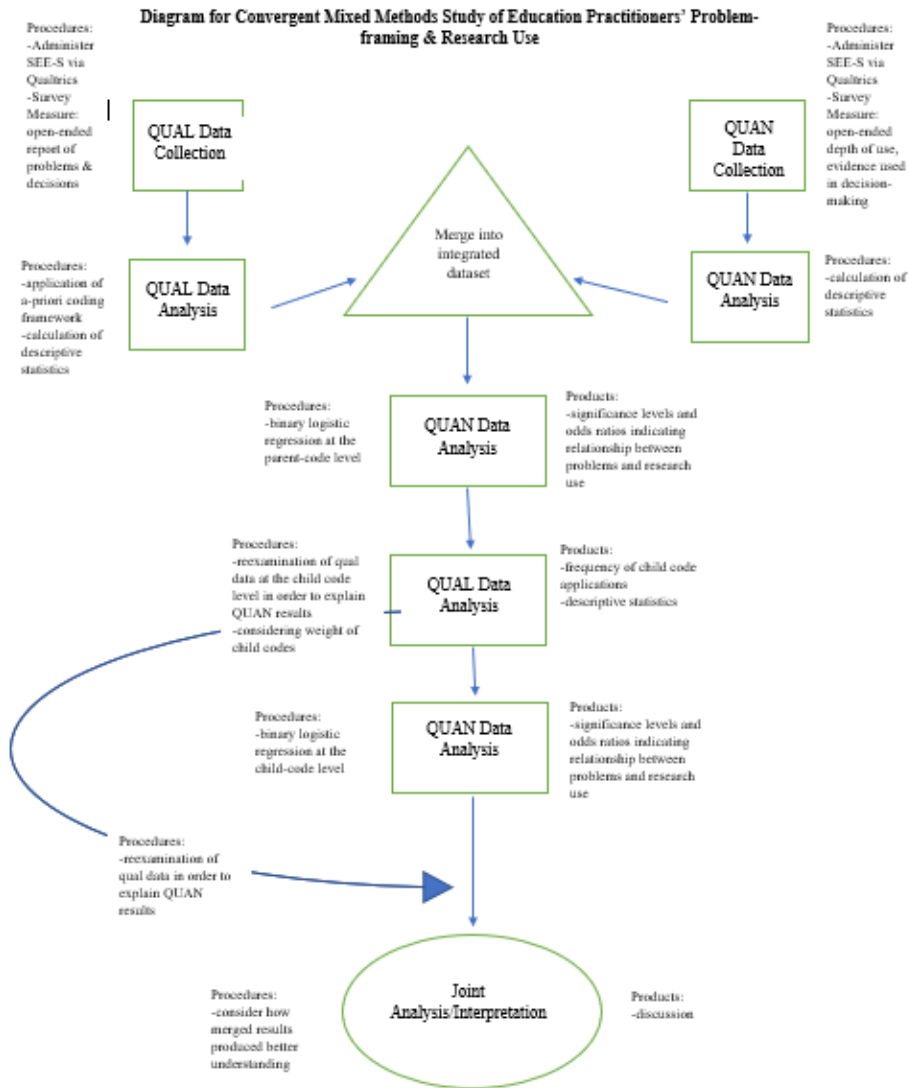 Diagram for Convergent Mixed Methods Study of Education Practitioners’ Problem-
framing & Research Use
Procedures:
-Administer
SEE-S via
Qualtrics
-Survey
Measure:
open-ended
report of
problems &
decisions
QUAL Data
Collection
QUAN
Data
Collection
Procedures:
-Administer
SEE-S via
Qualtrics
-Survey
Measure:
open-ended
depth of use,
evidence used
in decision-
making
Procedures:
-application of
a-priori coding
framework
-calculation of
descriptive
statistics
QUAL Data
Analysis
Merge into
integrated
dataset
QUAN Data
Analysis
Procedures:
-calculation of
descriptive
statistics
Procedures:
-binary logistic
regression at the
parent-code level
QUAN Data
Analysis
Products:
-significance levels and
odds ratios indicating
relationship between
problems and research
use
Procedures:
-reexamination of qual
data at the child code
level in order to explain
QUAN results
-considering weight of
child codes
QUAL Data
Analysis
Products:
-frequency of child code
applications
-descriptive statistics
Procedures:
-binary logistic
regression at the
child-code level
QUAN Data
Analysis
Products:
-significance levels and
odds ratios indicating
relationship between
problems and research
use
Procedures:
-reexamination of
qual data in order to
explain QUAN
results
Procedures:
-consider how
merged results
produced better
understanding
Joint
Analysis/Interpretation
Products:
-discussion